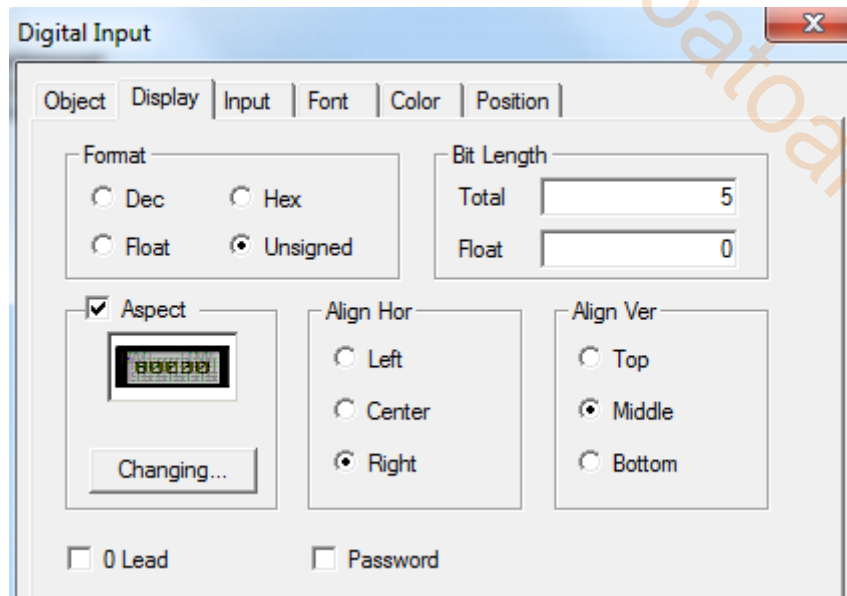 Digital Input
Object Display Input Font Color Position
Format
Dec Hex
Float Unsigned
Bit Length
Total 5
Float 0
Aspect
Changing...
Align Hor
Left
Center
Right
Align Ver
Top
Middle
Bottom
0 Lead Password